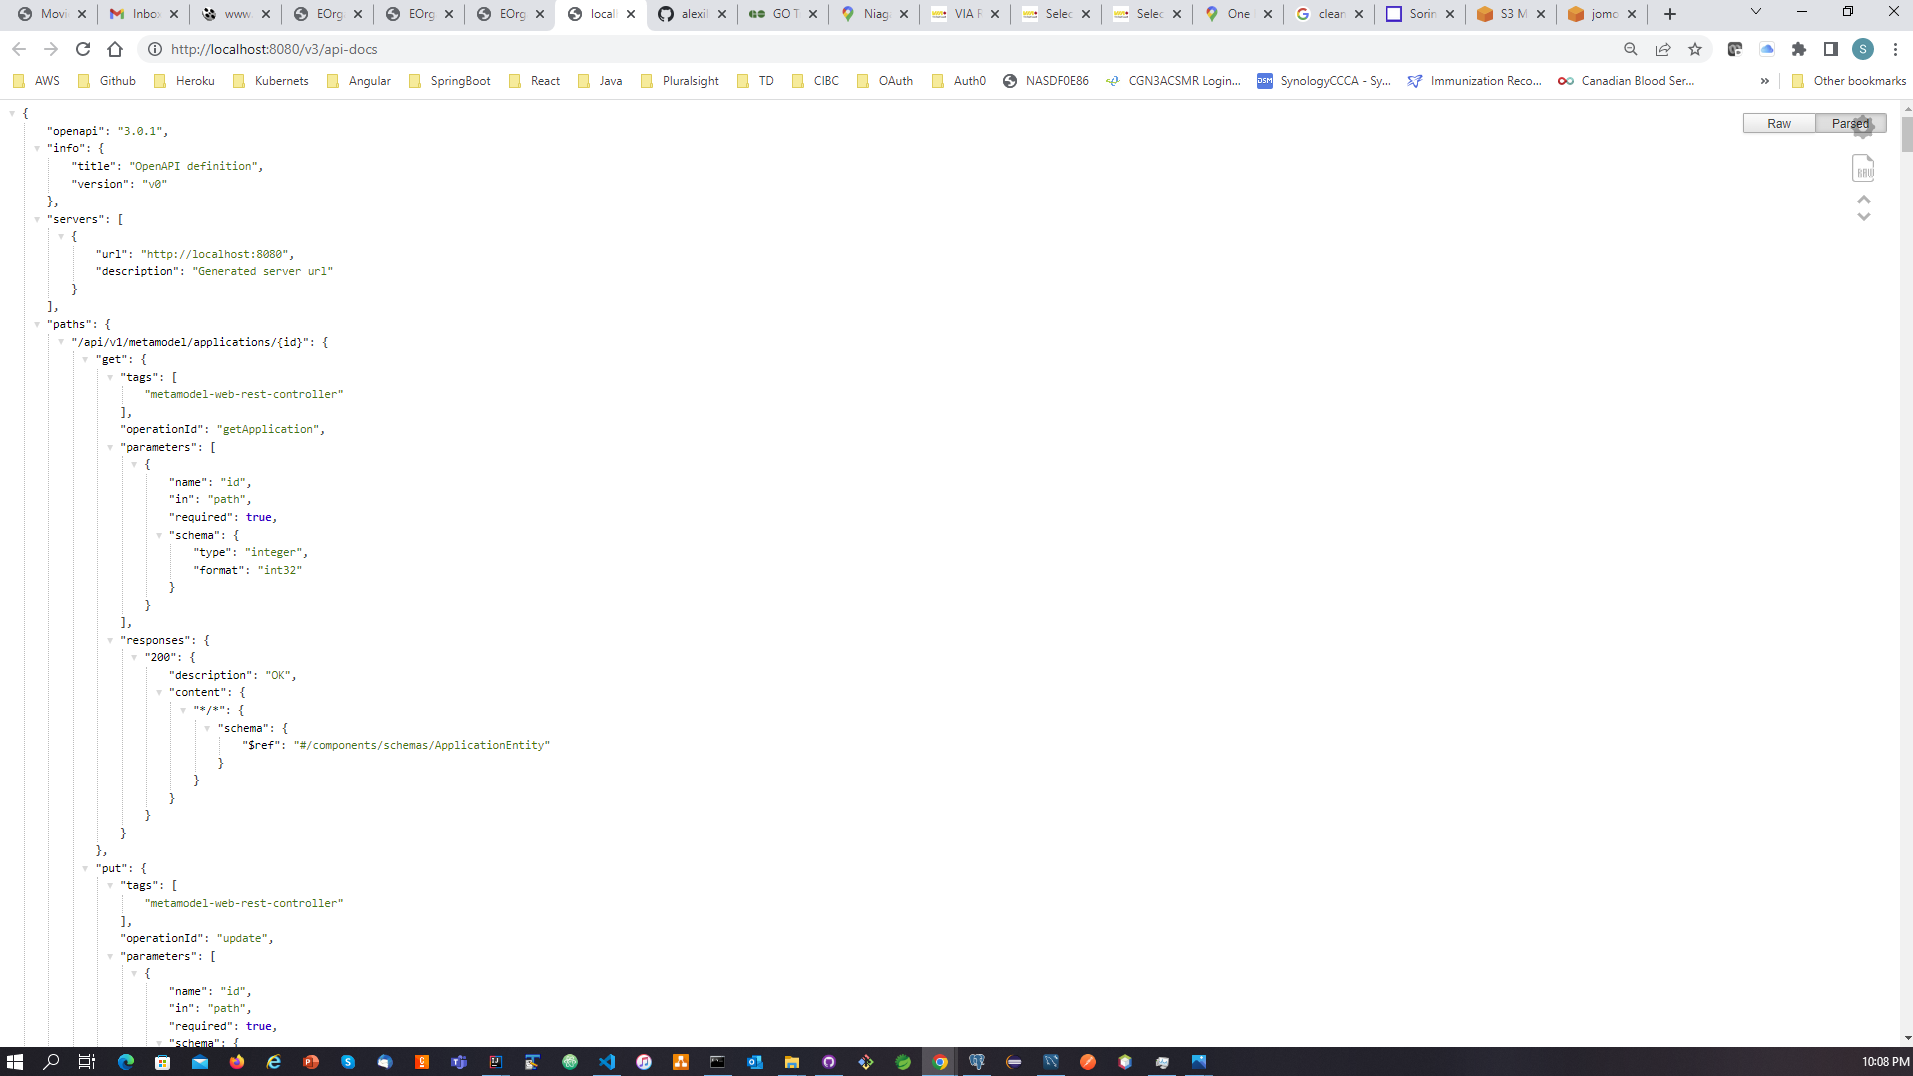 Movi
Inbox
www.
EOrg
EOrg
EOrg
locall
alexil
GO T
Niag
VIA F
Selec
Selec
One
clean
Sorin
S3 M
jomo
http://localhost:8080/v3/api-docs
S
AWS
Github
Heroku
Kubernets
Angular
SpringBoot
React
Java
Pluralsight
TD
CIBC
OAuth
Auth0
NASDF0E86
CGN3ACSMR Login...
SynologyCCCA - Sy...
Immunization Reco...
Canadian Blood Ser...
»
Other bookmarks
Raw
Parsed
RAW
{
"openapi": "3.0.1",
"info": {
"title": "OpenAPI definition",
"version": "v0"
},
"servers": [
{
"url": "http://localhost:8080",
"description": "Generated server url"
}
],
"paths": {
"/api/v1/metamodel/applications/{id}": {
"get": {
"tags": [
"metamodel-web-rest-controller"
],
"operationId": "getApplication",
"parameters": [
{
"name": "id",
"in": "path",
"required": true,
"schema": {
"type": "integer",
"format": "int32"
}
}
],
"responses": {
"200": {
"description": "OK",
"content": {
"*/*": {
"schema": {
"$ref": "#/components/schemas/ApplicationEntity"
}
}
}
}
}
},
"put": {
"tags": [
"metamodel-web-rest-controller"
],
"operationId": "update",
"parameters": [
{
"name": "id",
"in": "path",
"required": true,
"schema": {
10:08 PM